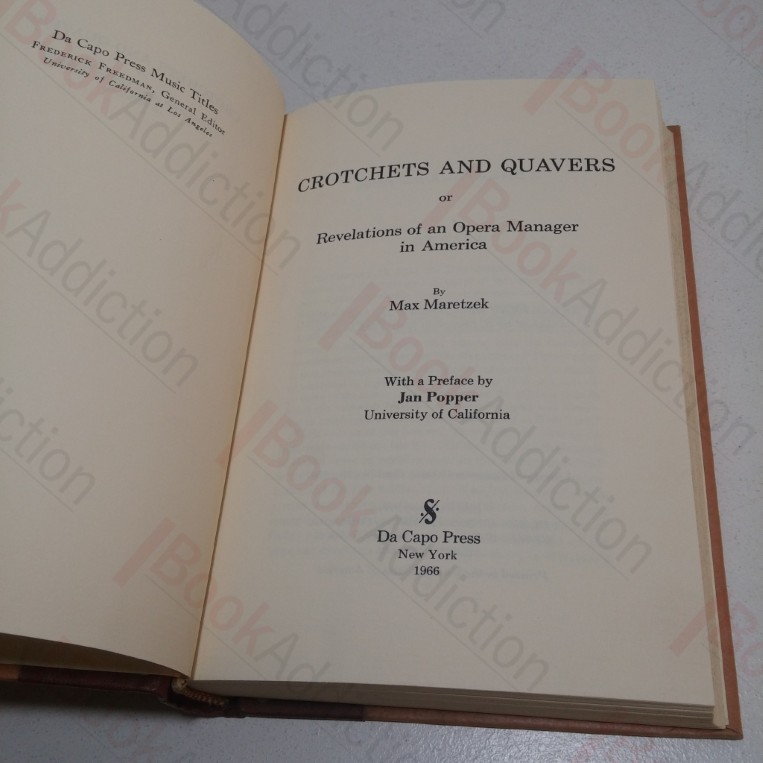 Da Capo Press Music Titles
FREDERICK FREEDMAN, General Editor
University of California at Los Angeles
CROTCHETS AND QUAVERS
or
Revelations of an Opera Manager
in America
By
Max Maretzek
With a Preface by
Jan Popper
University of California
Da Capo Press
New York
1966
BookAddiction